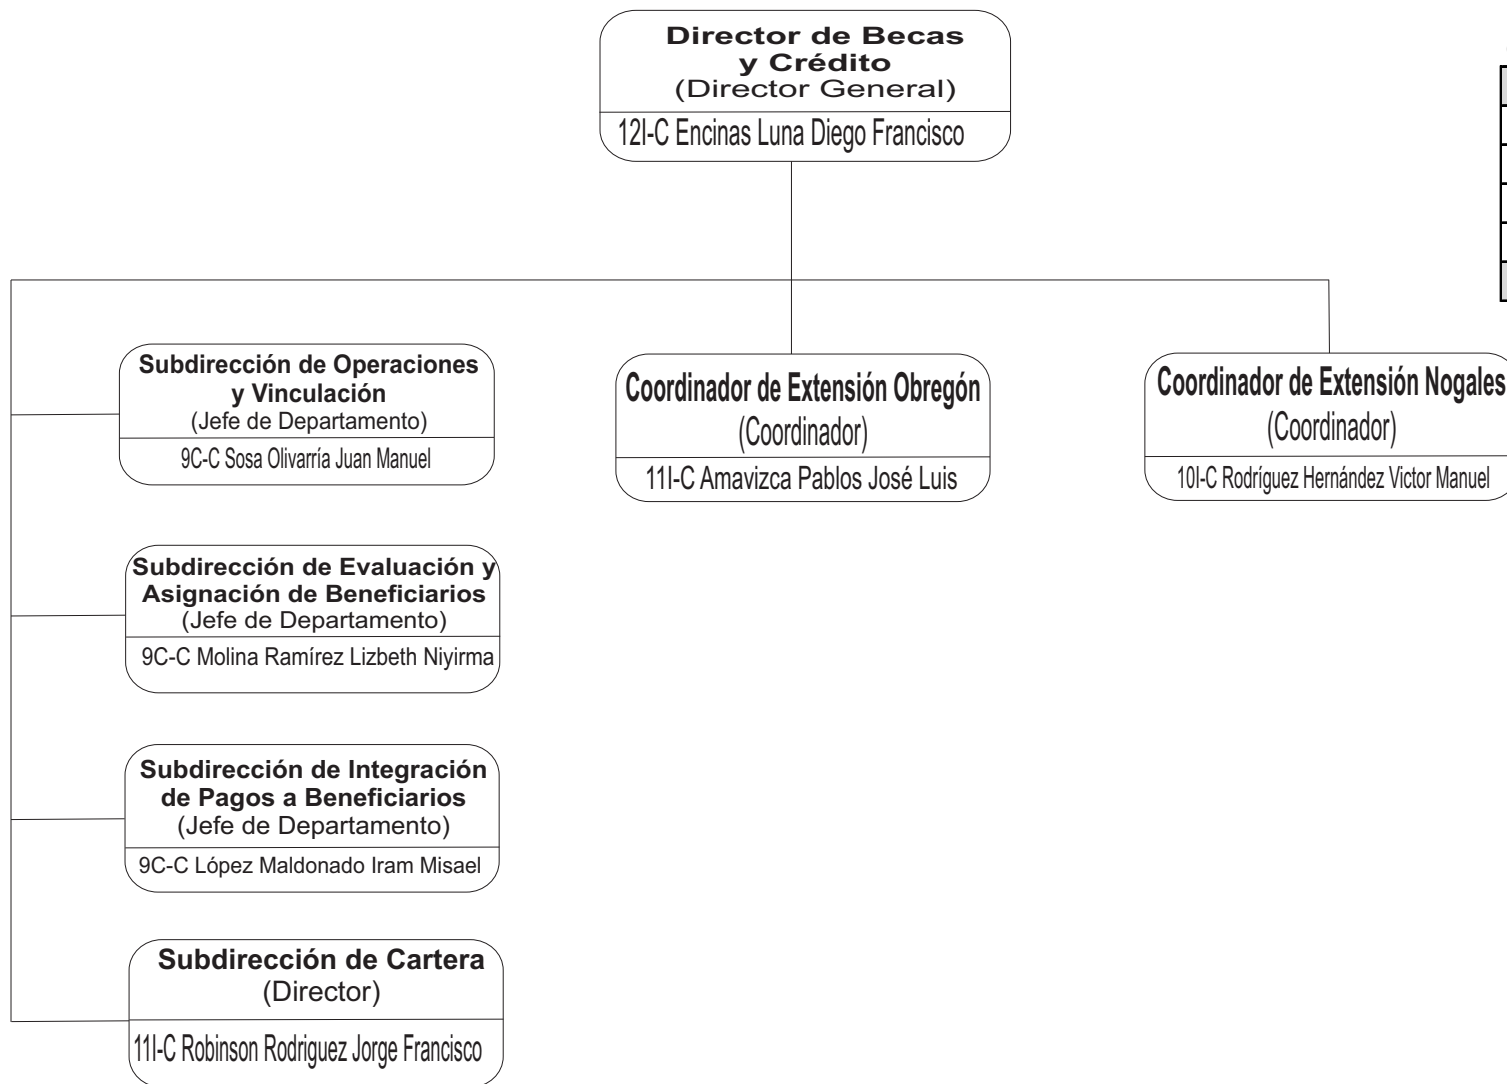 Director de Becas
y Crédito
(Director General)
12I-C Encinas Luna Diego Francisco
Subdirección de Operaciones
y Vinculación
(Jefe de Departamento)
9C-C Sosa Olivarría Juan Manuel
Coordinador de Extensión Obregón
(Coordinador)
11I-C Amavizca Pablos José Luis
Coordinador de Extensión Nogales
(Coordinador)
10I-C Rodríguez Hernández Victor Manuel
Subdirección de Evaluación y
Asignación de Beneficiarios
(Jefe de Departamento)
9C-C Molina Ramírez Lizbeth Niyirma
Subdirección de Integración
de Pagos a Beneficiarios
(Jefe de Departamento)
9C-C López Maldonado Iram Misael
Subdirección de Cartera
(Director)
11I-C Robinson Rodriguez Jorge Francisco